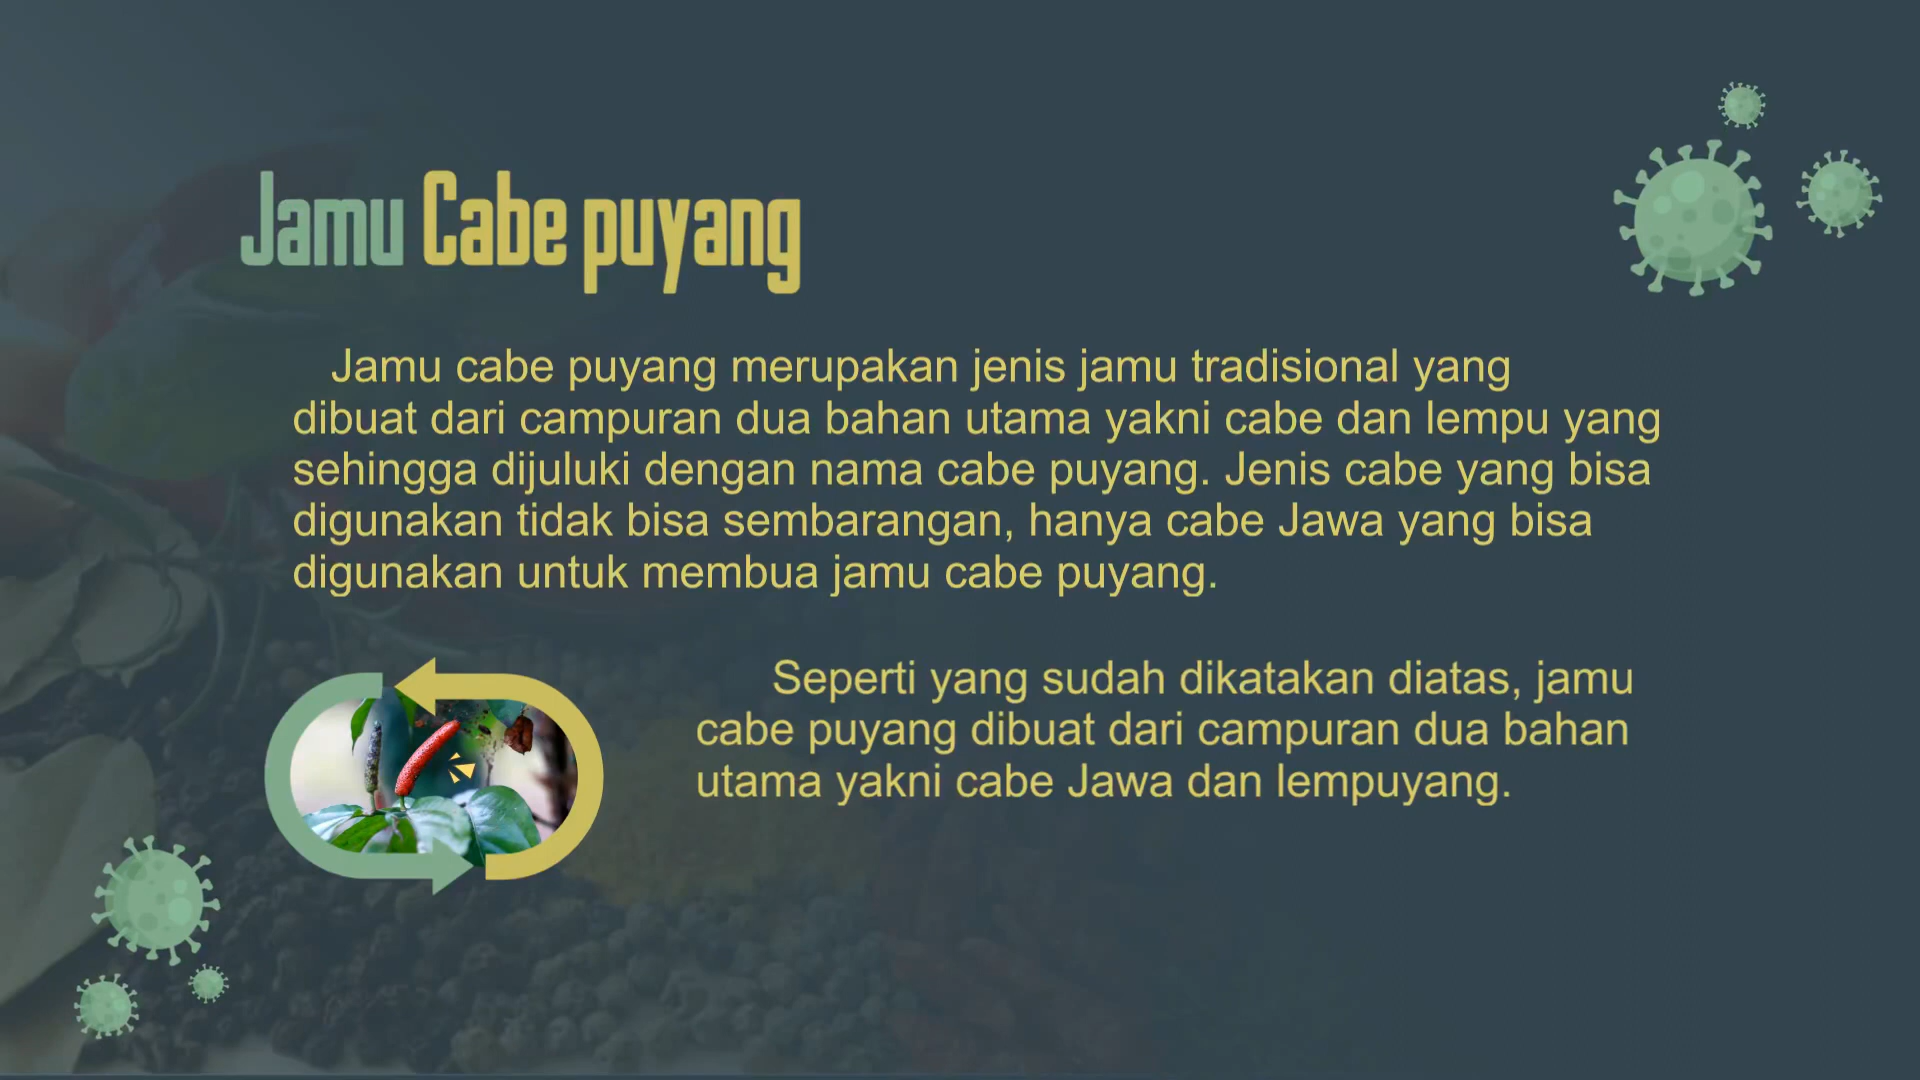 Jamu Cabe puyang
Jamu cabe puyang merupakan jenis jamu tradisional yang
dibuat dari campuran dua bahan utama yakni cabe dan lempu yang
sehingga dijuluki dengan nama cabe puyang. Jenis cabe yang bisa
digunakan tidak bisa sembarangan, hanya cabe Jawa yang bisa
digunakan untuk membua jamu cabe puyang.
Seperti yang sudah dikatakan diatas, jamu
cabe puyang dibuat dari campuran dua bahan
utama yakni cabe Jawa dan lempuyang.